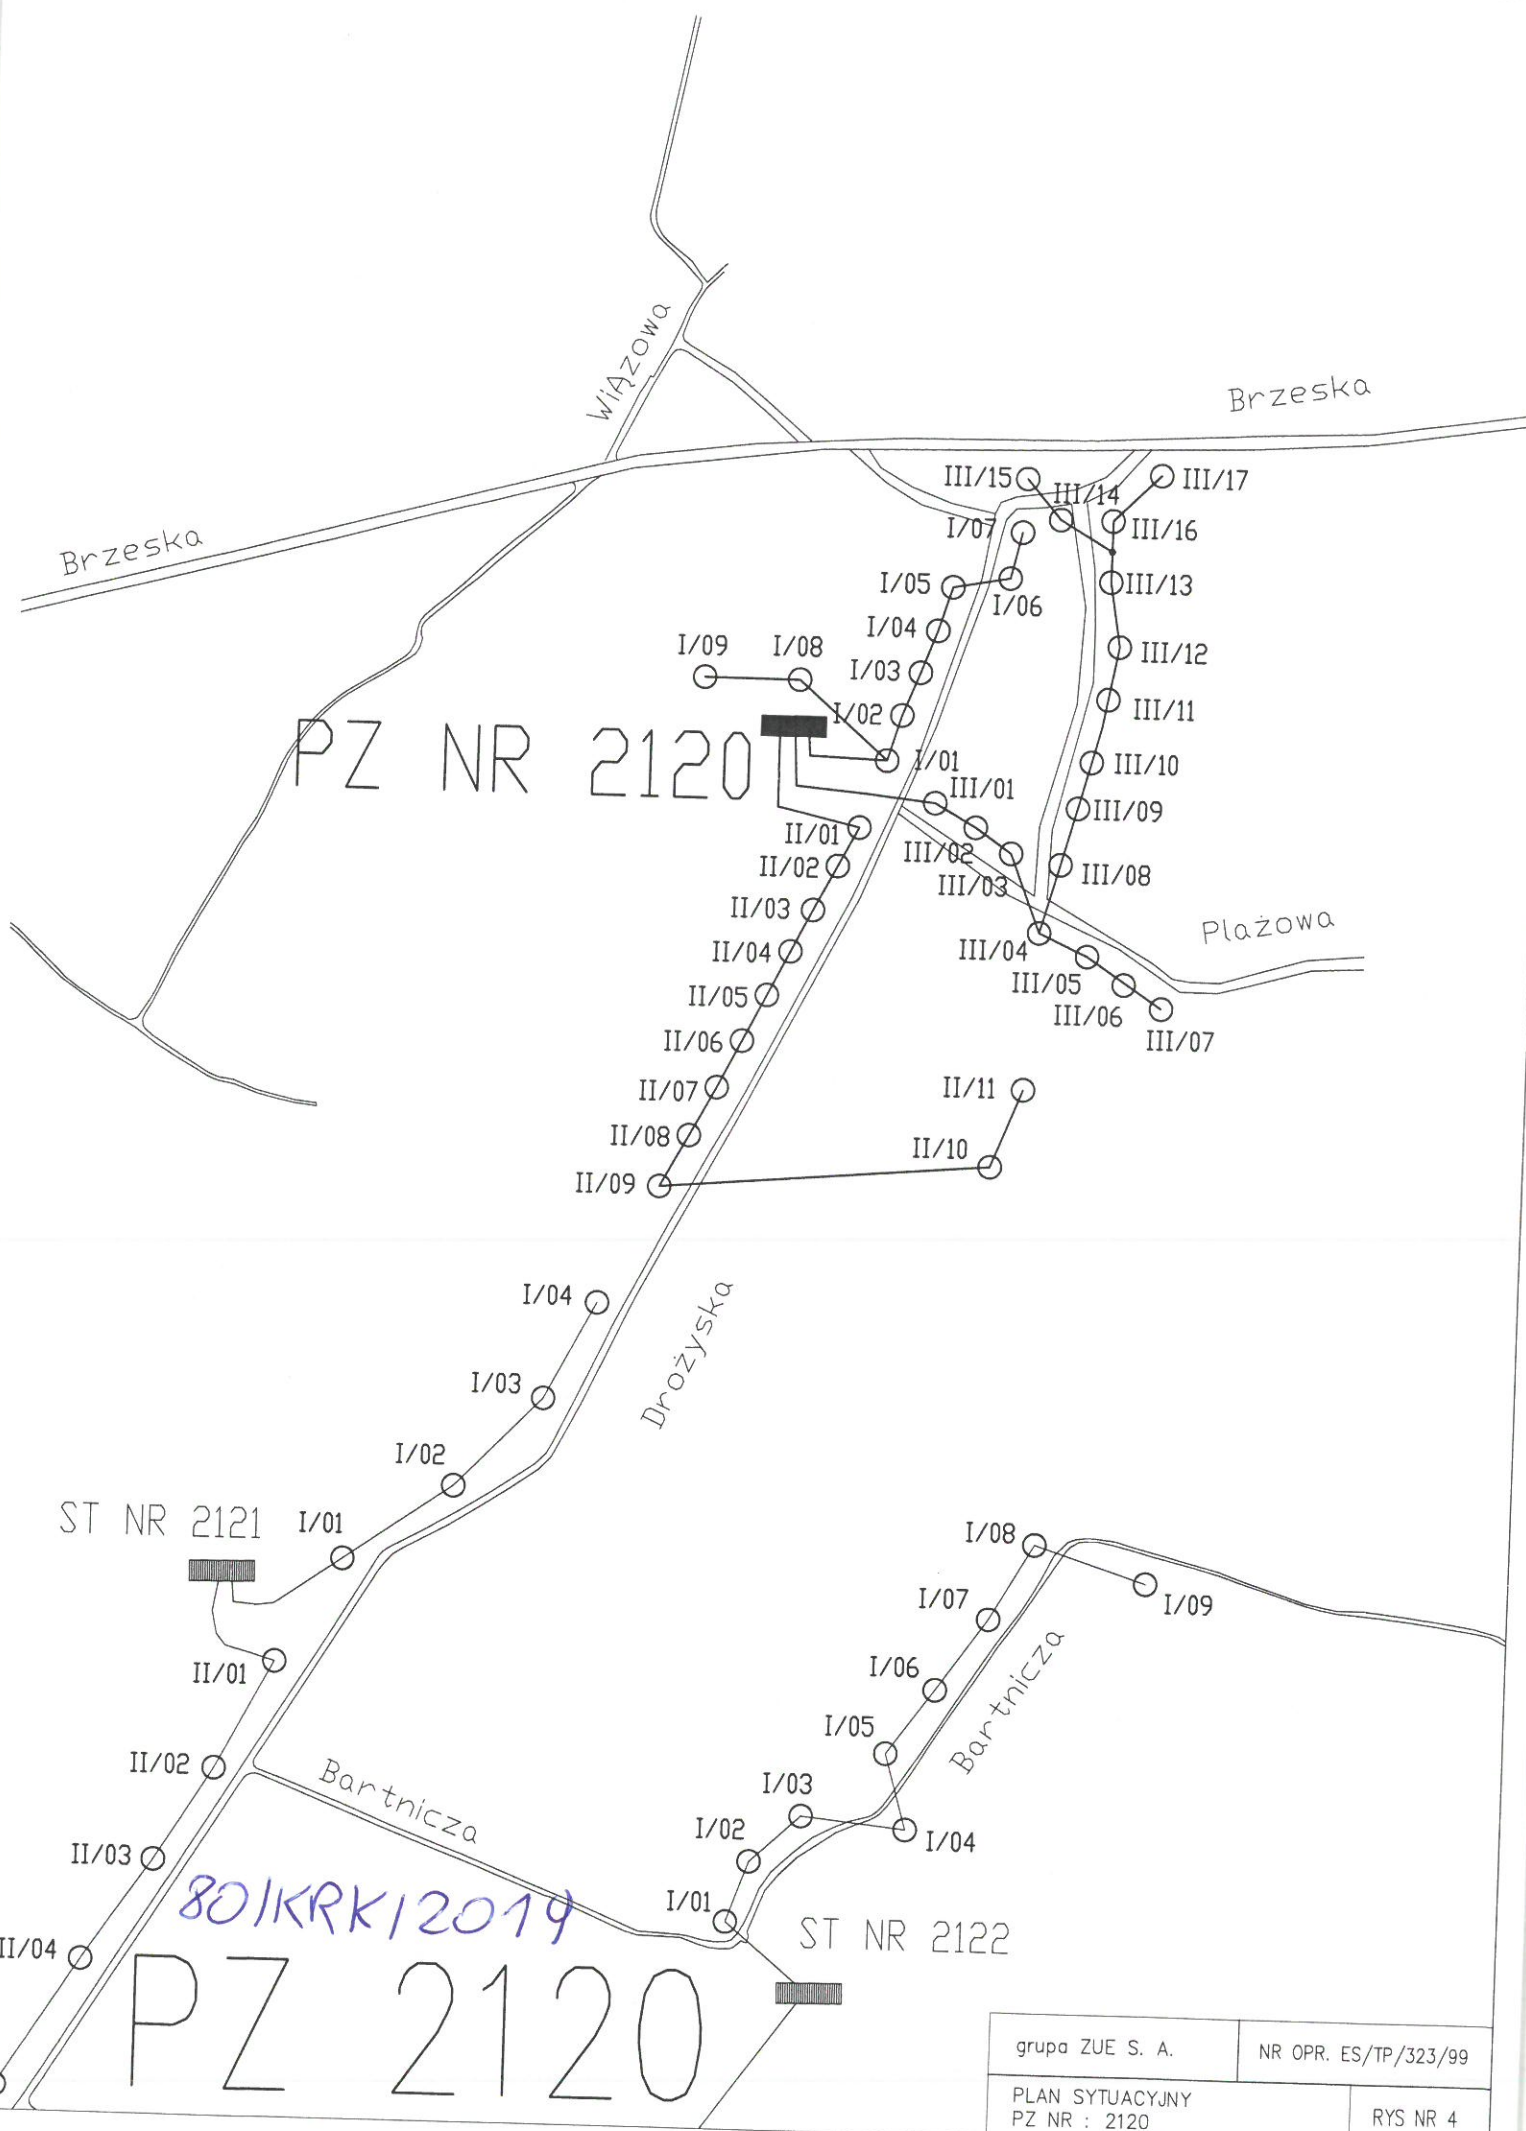 Wiązowa
Brzeska
Brzeska
III/15
III/14
III/17
I/07
III/16
I/05
I/06
III/13
I/04
I/09
I/08
III/12
I/03
I/02
III/11
PZ NR 2120
I/01
III/10
III/01
III/09
II/01
III/02
II/02
III/03
III/08
II/03
Plażowa
II/04
III/04
II/05
III/05
III/06
II/06
III/07
II/07
II/11
II/08
II/10
II/09
I/04
Drożyska
I/03
I/02
ST NR 2121
I/01
I/08
I/09
I/07
II/01
I/06
Bartnicza
I/05
II/02
Bartnicza
I/03
I/02
I/04
II/03
80/KRK/2019
I/01
ST NR 2122
II/04
PZ 2120
grupa ZUE S. A.
NR OPR. ES/TP/323/99
PLAN SYTUACYJNY
PZ NR : 2120
RYS NR 4